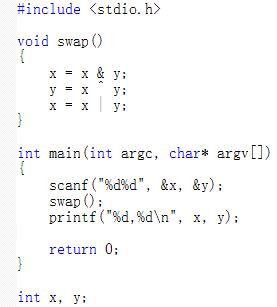 #include <stdio.h>
void swap()
{
x = x & y;
y = x ^ y;
x = x | y;
}
int main(int argc, char* argv[])
{
scanf("%d%d", &x, &y);
swap();
printf("%d,%d\n", x, y);
return 0;
}
int x, y;